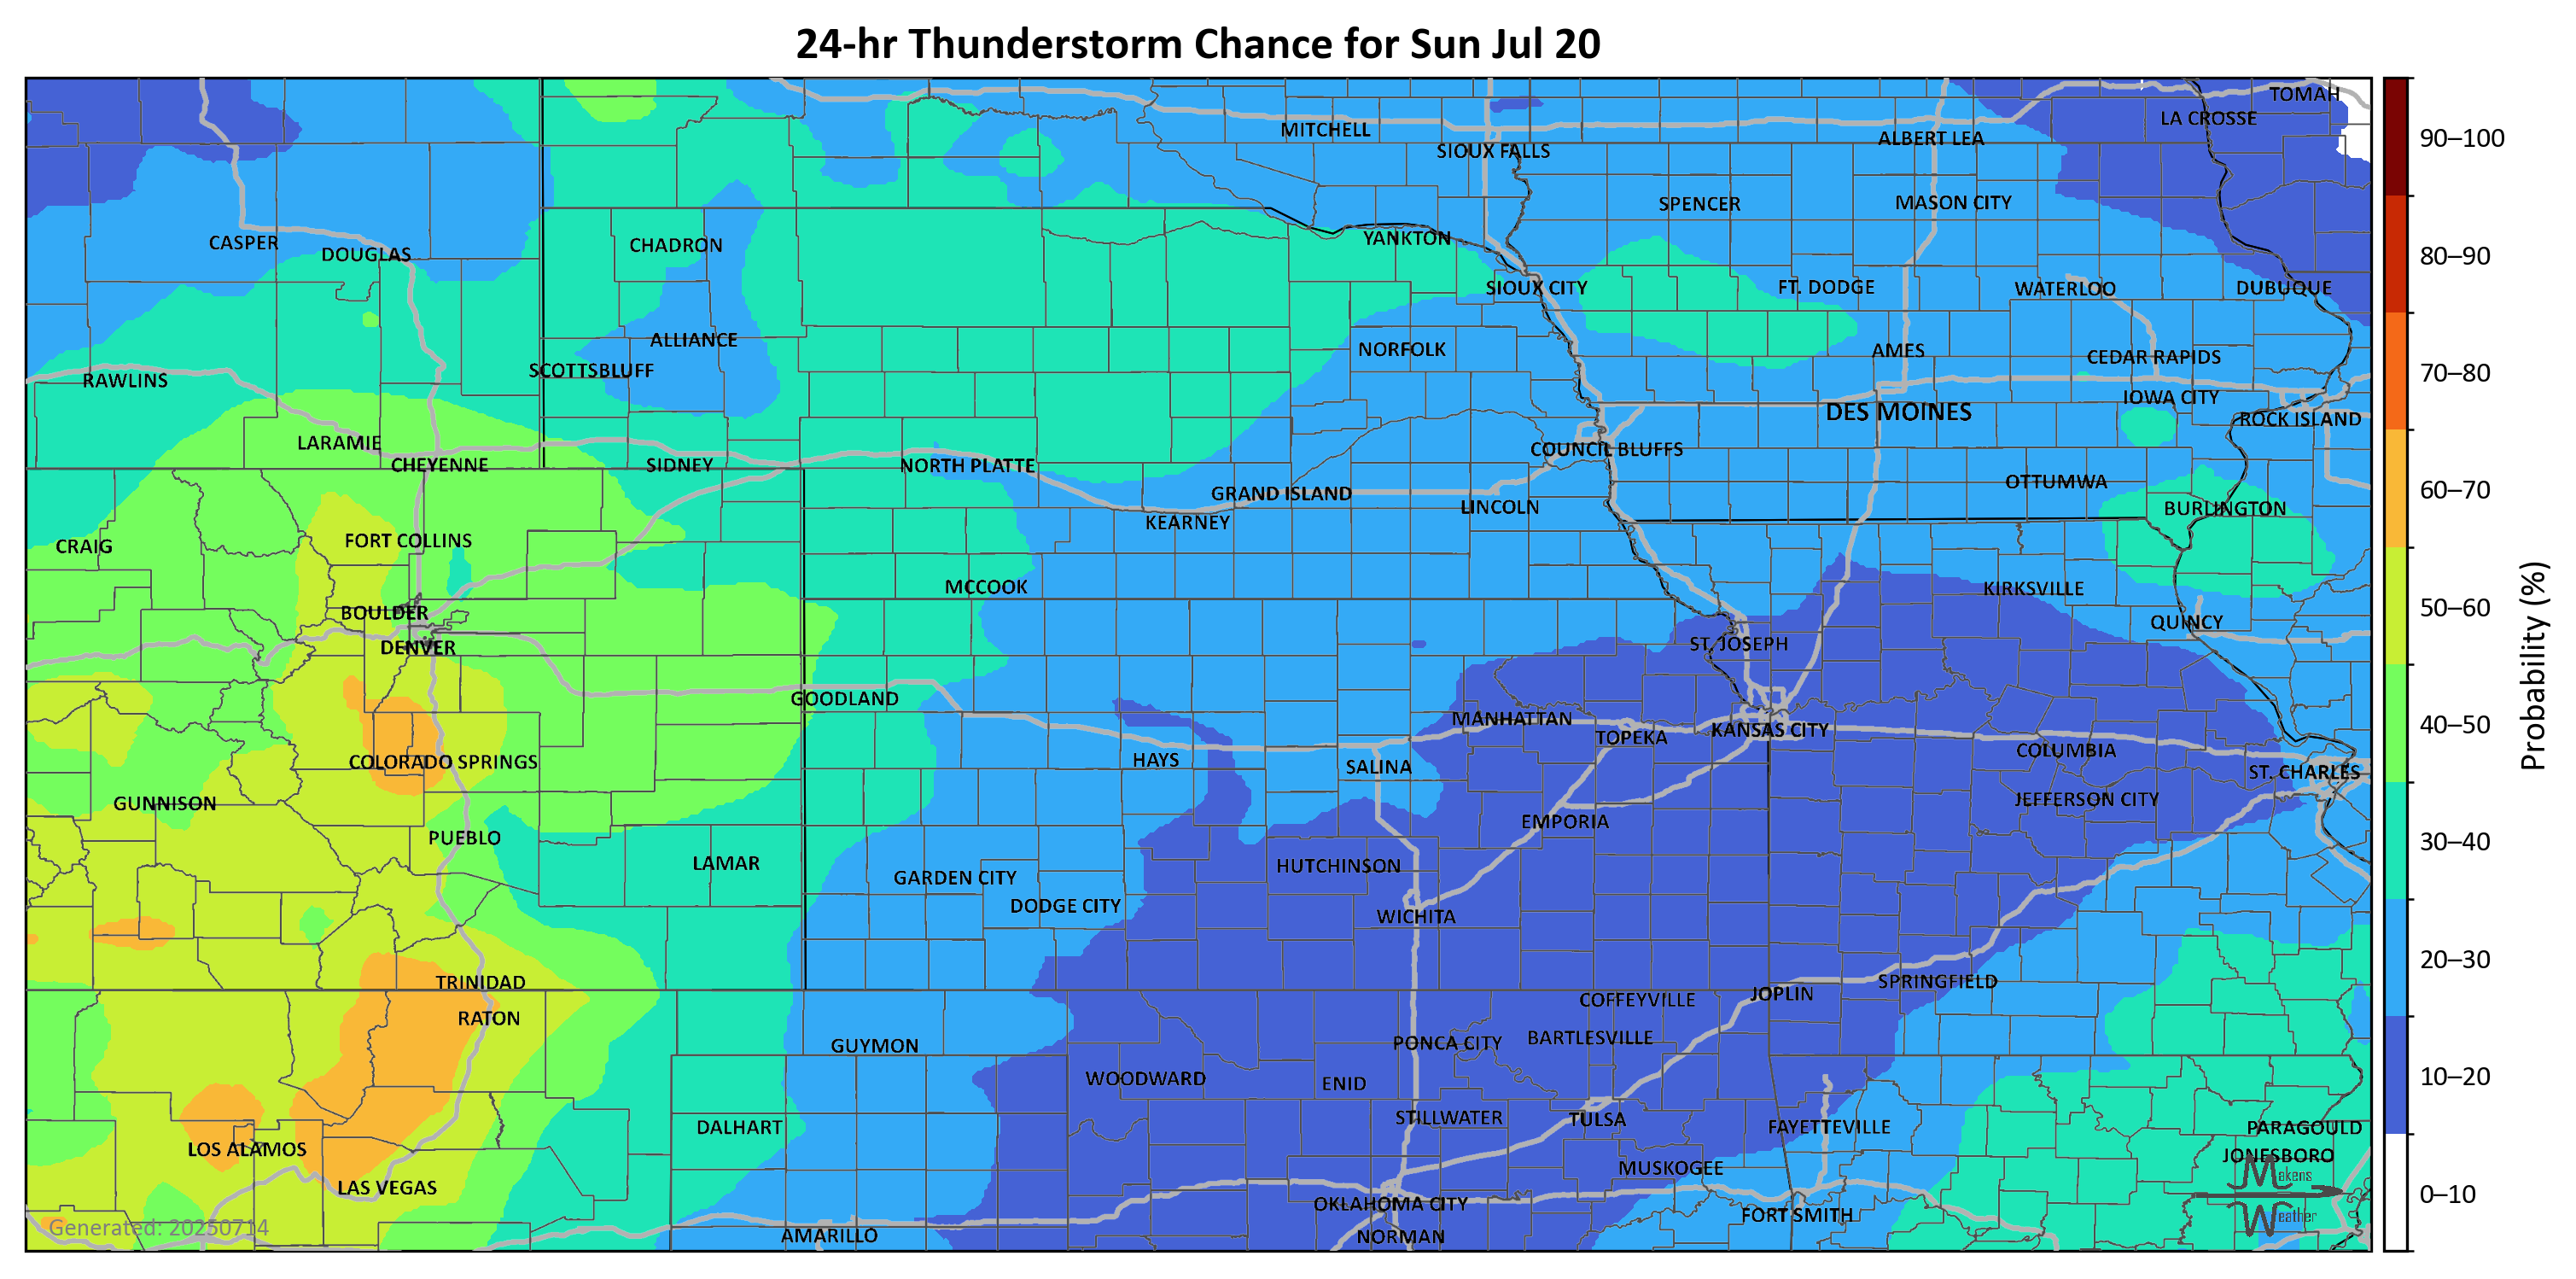 24-hr Thunderstorm Chance for Sun Jul 20
TOMAH
LA CROSSE
MITCHELL
ALBERT LEA
90–100
SIOUX FALLS
SPENCER
MASON CITY
CASPER
DOUGLAS
CHADRON
YANKTON
80–90
SIOUX CITY
FT. DODGE
WATERLOO
DUBUQUE
ALLIANCE
NORFOLK
AMES
CEDAR RAPIDS
RAWLINS
SCOTTSBLUFF
70–80
IOWA CITY
DES MOINES
ROCK ISLAND
LARAMIE
CHEYENNE
SIDNEY
NORTH PLATTE
COUNCIL BLUFFS
GRAND ISLAND
LINCOLN
OTTUMWA
60–70
KEARNEY
BURLINGTON
CRAIG
FORT COLLINS
MCCOOK
KIRKSVILLE
BOULDER
50–60
DENVER
ST. JOSEPH
QUINCY
GOODLAND
MANHATTAN
TOPEKA
KANSAS CITY
40–50
Probability (%)
COLORADO SPRINGS
HAYS
SALINA
COLUMBIA
ST. CHARLES
GUNNISON
JEFFERSON CITY
PUEBLO
EMPORIA
30–40
LAMAR
GARDEN CITY
HUTCHINSON
DODGE CITY
WICHITA
20–30
TRINIDAD
SPRINGFIELD
RATON
COFFEYVILLE
JOPLIN
GUYMON
PONCA CITY
BARTLESVILLE
WOODWARD
ENID
10–20
DALHART
STILLWATER
TULSA
FAYETTEVILLE
PARAGOULD
LOS ALAMOS
MUSKOGEE
JONESBORO
LAS VEGAS
OKLAHOMA CITY
Makens
0–10
Generated: 20250714
AMARILLO
NORMAN
FORT SMITH
Weather